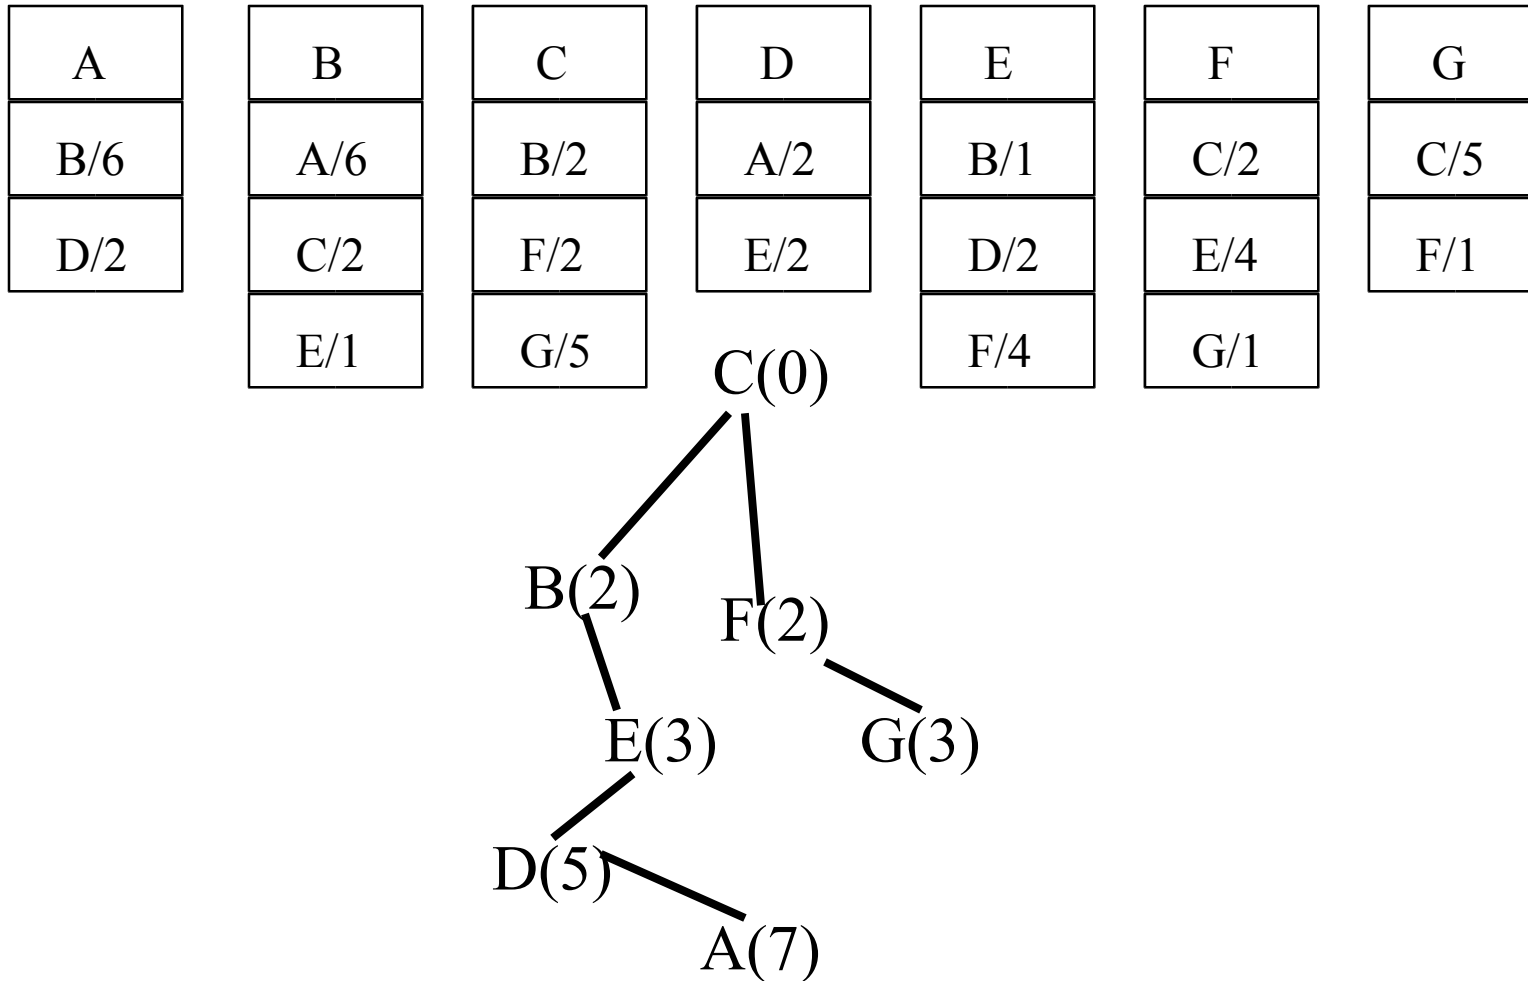 A B C D E F G
B/6 A/6 B/2 A/2 B/1 C/2 C/5
D/2 C/2 F/2 E/2 D/2 E/4 F/1
E/1 G/5 F/4 G/1
C(0)
B(2) F(2)
E(3) G(3)
D(5)
A(7)